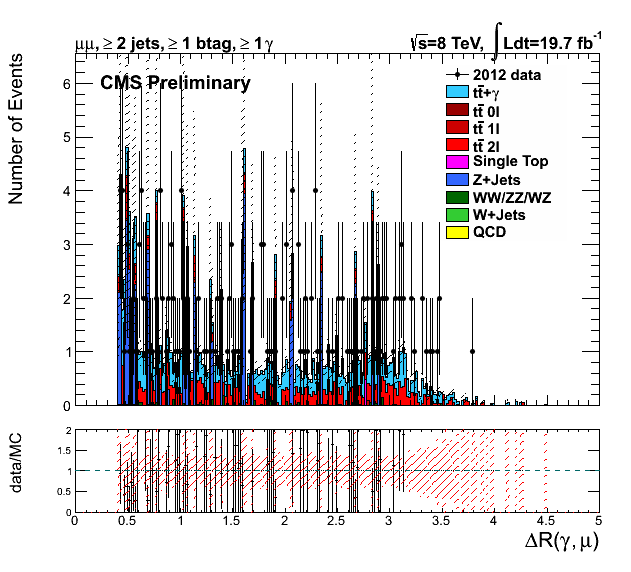 μμ, ≥ 2 jets, ≥ 1 btag, ≥ 1 γ √s=8 TeV, ∫ Ldt=19.7 fb⁻¹
CMS Preliminary
Number of Events
6
5
4
3
2
1
0
2012 data
tt̄+γ
tt̄ 0l
tt̄ 1l
tt̄ 2l
Single Top
Z+Jets
WW/ZZ/WZ
W+Jets
QCD
data/MC
2
1.5
1
0.5
0
0 0.5 1 1.5 2 2.5 3 3.5 4 4.5 5
ΔR(γ, μ)